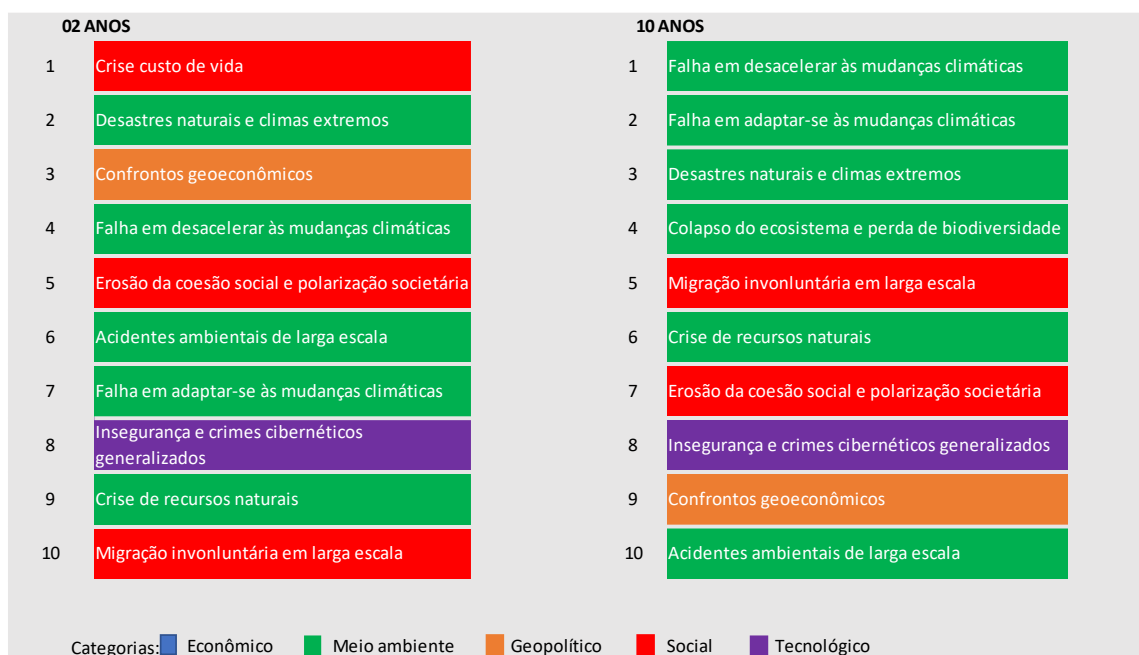 02 ANOS
1 Crise custo de vida
2 Desastres naturais e climas extremos
3 Confrontos geoeconômicos
4 Falha em desacelerar às mudanças climáticas
5 Erosão da coesão social e polarização societária
6 Acidentes ambientais de larga escala
7 Falha em adaptar-se às mudanças climáticas
8 Insegurança e crimes cibernéticos
generalizados
9 Crise de recursos naturais
10 Migração invonluntária em larga escala
10 ANOS
1 Falha em desacelerar às mudanças climáticas
2 Falha em adaptar-se às mudanças climáticas
3 Desastres naturais e climas extremos
4 Colapso do ecosistema e perda de biodiversidade
5 Migração invonluntária em larga escala
6 Crise de recursos naturais
7 Erosão da coesão social e polarização societária
8 Insegurança e crimes cibernéticos generalizados
9 Confrontos geoeconômicos
10 Acidentes ambientais de larga escala
Categorias: Econômico Meio ambiente Geopolítico Social Tecnológico